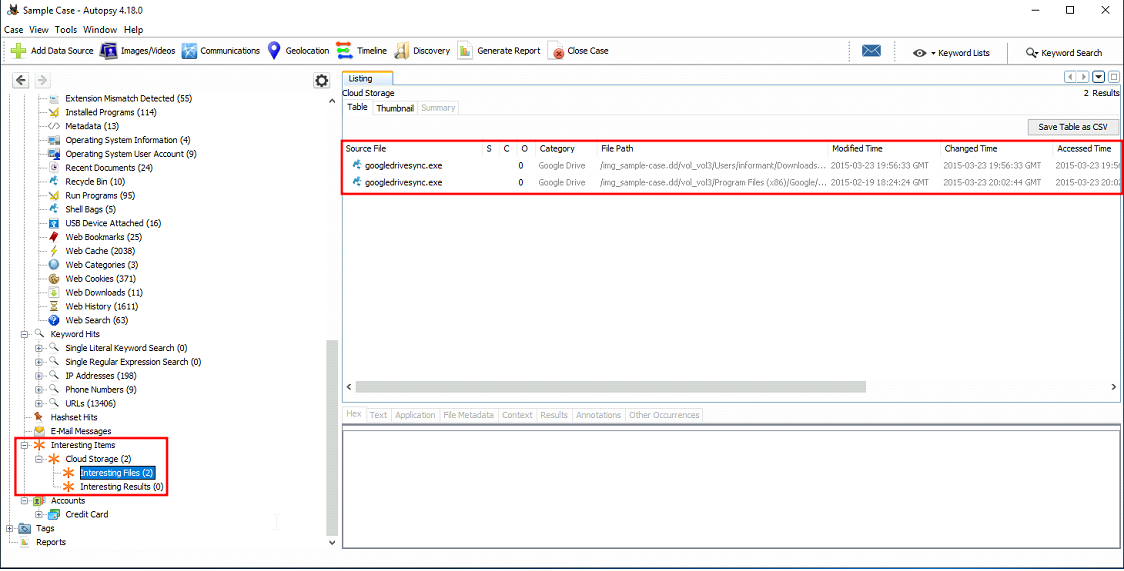 Sample Case - Autopsy 4.18.0
Case View Tools Window Help
Add Data Source Images/Videos Communications Geolocation Timeline Discovery Generate Report Close Case Keyword Lists Keyword Search
Extension Mismatch Detected (55)
Installed Programs (114)
Metadata (13)
Operating System Information (4)
Operating System User Account (9)
Recent Documents (24)
Recycle Bin (10)
Run Programs (95)
Shell Bags (5)
USB Device Attached (16)
Web Bookmarks (25)
Web Cache (2038)
Web Categories (3)
Web Cookies (371)
Web Downloads (11)
Web History (1611)
Web Search (63)
Keyword Hits
Single Literal Keyword Search (0)
Single Regular Expression Search (0)
IP Addresses (198)
Phone Numbers (9)
URLs (13406)
Hashset Hits
E-Mail Messages
Interesting Items
Cloud Storage (2)
Interesting Files (2)
Interesting Results (0)
Accounts
Credit Card
Tags
Reports
Listing
Cloud Storage 2 Results
Table Thumbnail Summary
Save Table as CSV
Source File S C O Category File Path Modified Time Changed Time Accessed Time
googledrivesync.exe 0 Google Drive /img_sample-case.dd/vol_vol3/Users/informant/Downloads... 2015-03-23 19:56:33 GMT 2015-03-23 19:56:33 GMT 2015-03-23 19:56
googledrivesync.exe 0 Google Drive /img_sample-case.dd/vol_vol3/Program Files (x86)/Google/... 2015-02-19 18:24:24 GMT 2015-03-23 20:02:44 GMT 2015-03-23 20:02
Hex Text Application File Metadata Context Results Annotations Other Occurrences